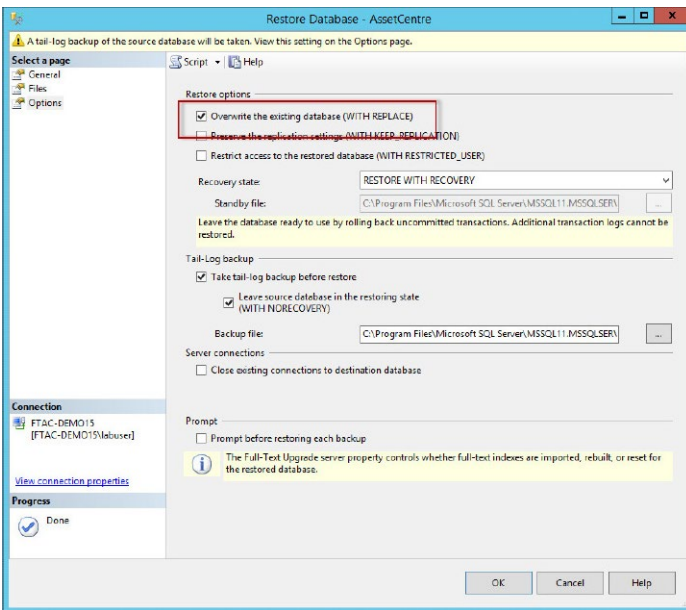 Restore Database - AssetCentre
A tail-log backup of the source database will be taken. View this setting on the Options page.
Select a page
General
Files
Options
Script
Help
Restore options
Overwrite the existing database (WITH REPLACE)
Preserve the replication settings (WITH KEEP_REPLICATION)
Restrict access to the restored database (WITH RESTRICTED_USER)
Recovery state:
RESTORE WITH RECOVERY
Standby file:
C:\Program Files\Microsoft SQL Server\MSSQL11.MSSQLSER\
...
Leave the database ready to use by rolling back uncommitted transactions. Additional transaction logs cannot be
restored.
Tail-Log backup
Take tail-log backup before restore
Leave source database in the restoring state
(WITH NORECOVERY)
Backup file:
C:\Program Files\Microsoft SQL Server\MSSQL11.MSSQLSER\
...
Server connections
Close existing connections to destination database
Connection
FTAC-DEMO15
[FTAC-DEMO15\labuser]
View connection properties
Progress
Done
Prompt
Prompt before restoring each backup
The Full-Text Upgrade server property controls whether full-text indexes are imported, rebuilt, or reset for
the restored database.
OK
Cancel
Help